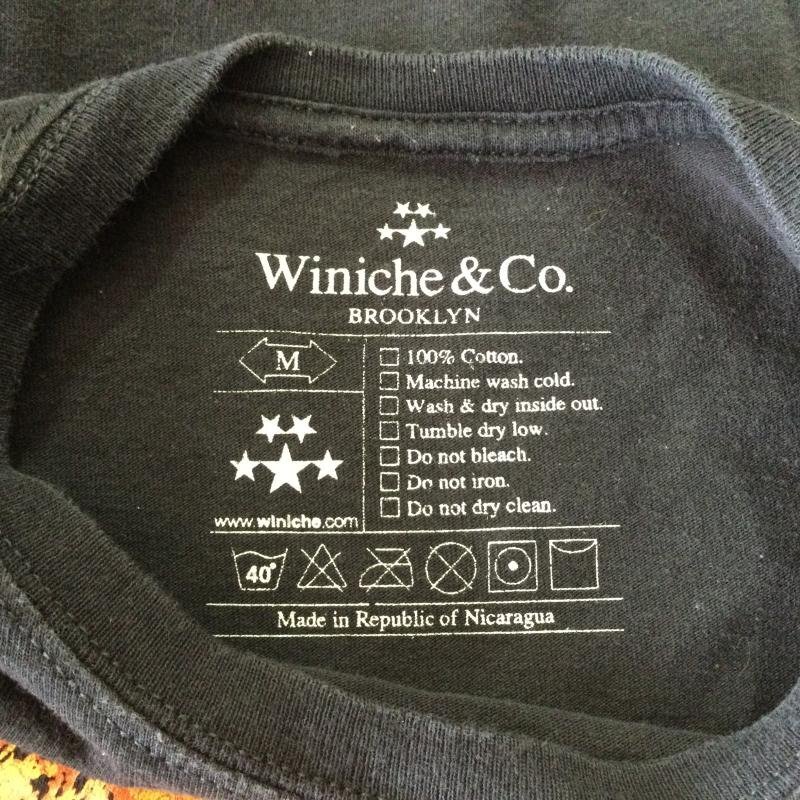 Winiche & Co.
BROOKLYN
M
www.winiche.com
100% Cotton.
Machine wash cold.
Wash & dry inside out.
Tumble dry low.
Do not bleach.
Do not iron.
Do not dry clean.
40°
Made in Republic of Nicaragua